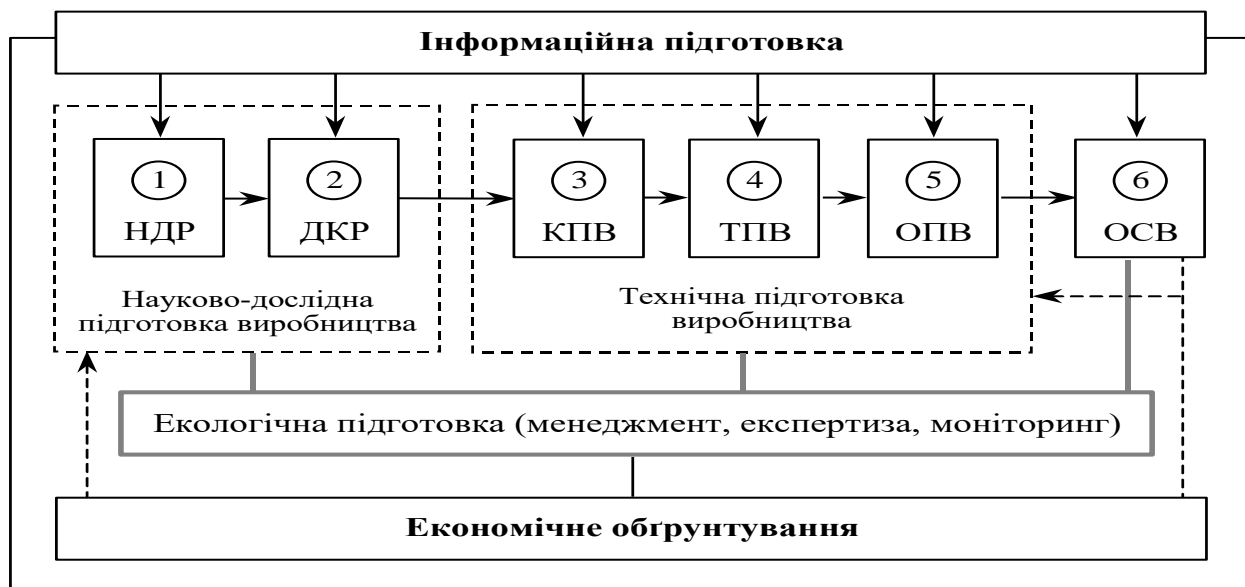 Інформаційна підготовка
1
2
3
4
5
6
НДР
ДКР
КПВ
ТПВ
ОПВ
ОСВ
Науково-дослідна
підготовка виробництва
Технічна підготовка
виробництва
Екологічна підготовка (менеджмент, експертиза, моніторинг)
Економічне обґрунтування